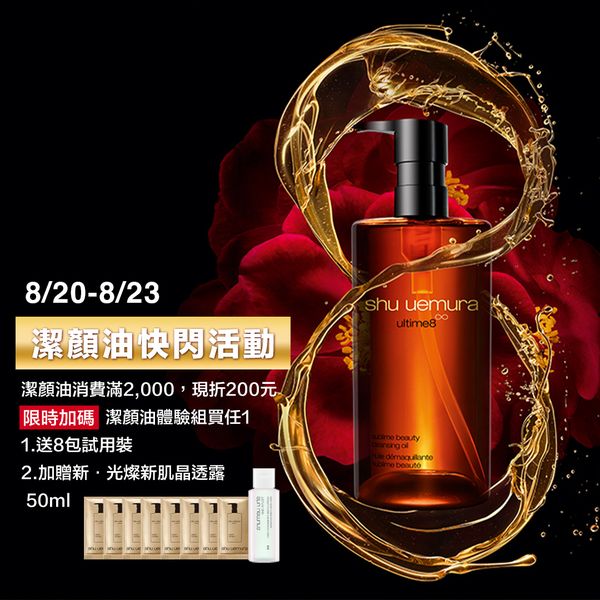 8/20-8/23
潔顏油快閃活動
潔顏油消費滿2,000，現折200元
限時加碼 潔顏油體驗組買任1
1.送8包試用裝
2.加贈新‧光燦新肌晶透露
50ml
shu uemura
ultime8
sublime beauty
cleansing oil
huile démaquillante
sublime beauté
shu uemura